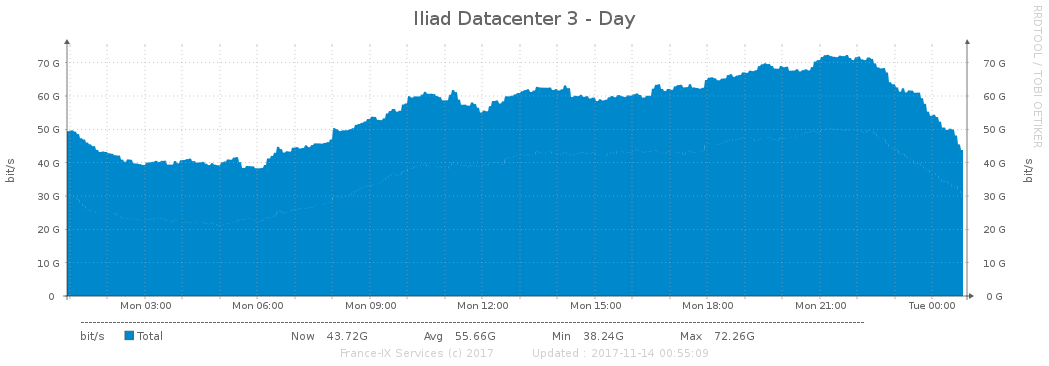 Iliad Datacenter 3 - Day
RRDTOOL / TOBI OETIKER
bit/s
70 G
60 G
50 G
40 G
30 G
20 G
10 G
0
70 G
60 G
50 G
40 G
30 G
20 G
10 G
0 G
bit/s
Mon 03:00 Mon 06:00 Mon 09:00 Mon 12:00 Mon 15:00 Mon 18:00 Mon 21:00 Tue 00:00
bit/s Total Now 43.72G Avg 55.66G Min 38.24G Max 72.26G
France-IX Services (c) 2017 Updated : 2017-11-14 00:55:09